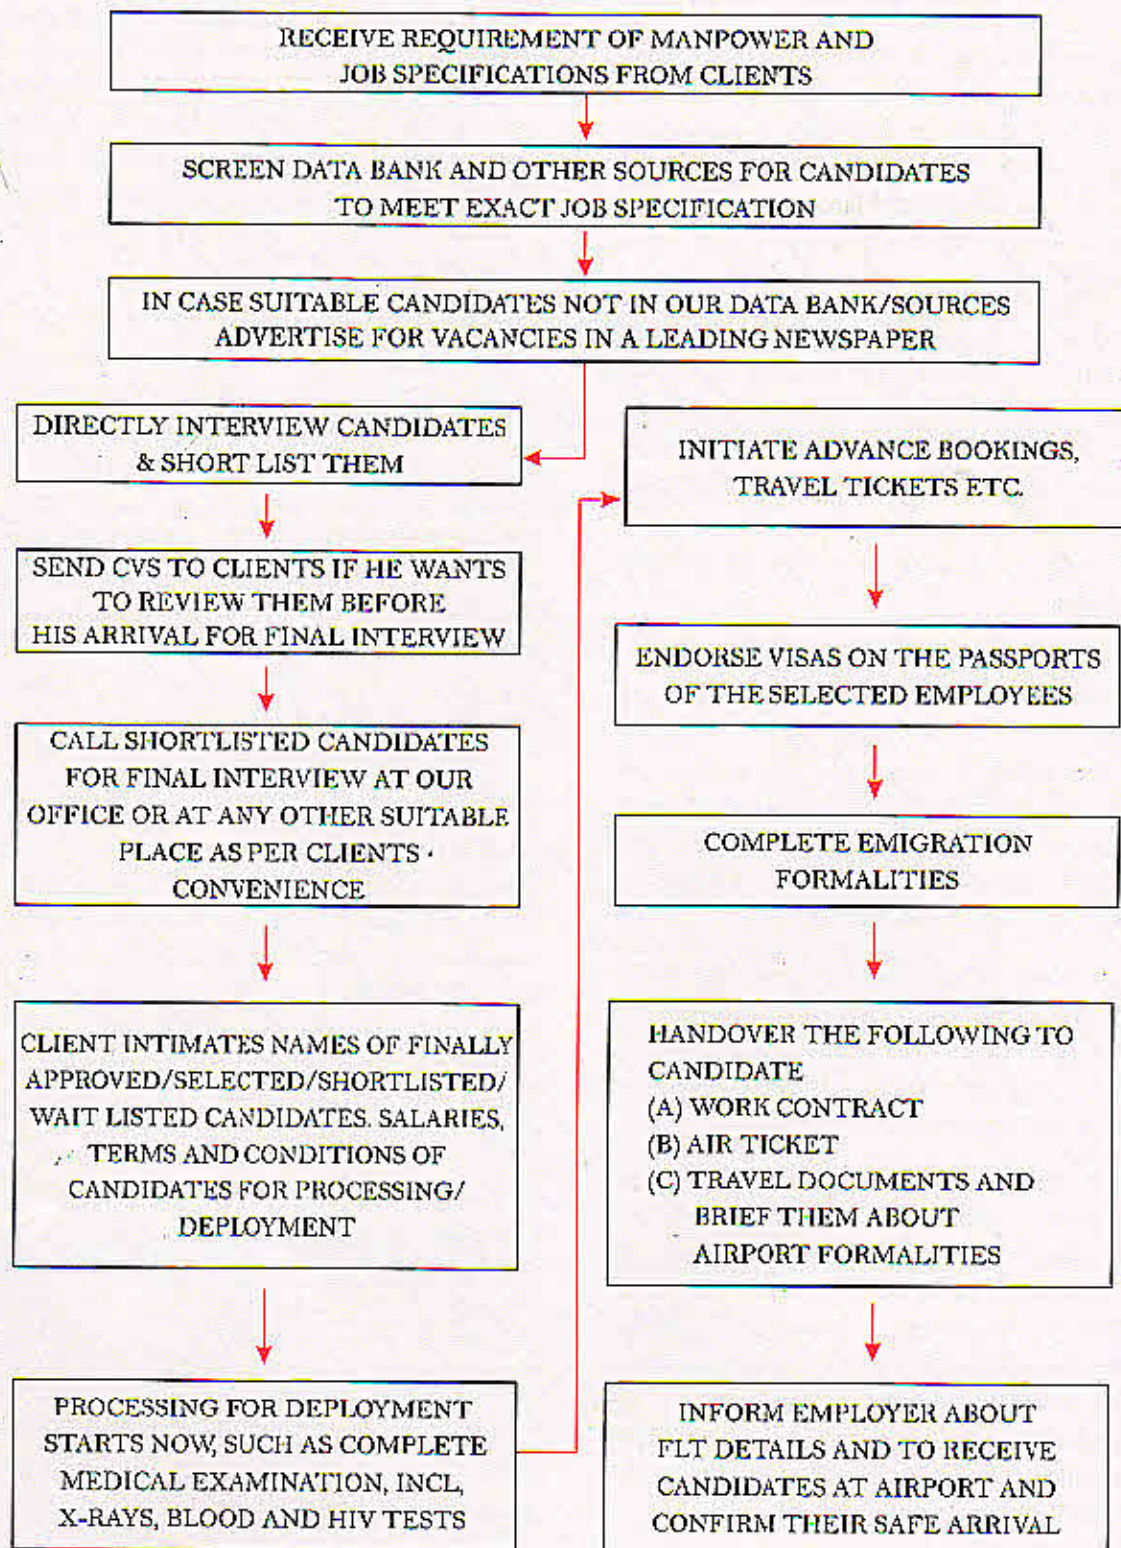 RECEIVE REQUIREMENT OF MANPOWER AND
JOB SPECIFICATIONS FROM CLIENTS
SCREEN DATA BANK AND OTHER SOURCES FOR CANDIDATES
TO MEET EXACT JOB SPECIFICATION
IN CASE SUITABLE CANDIDATES NOT IN OUR DATA BANK/SOURCES
ADVERTISE FOR VACANCIES IN A LEADING NEWSPAPER
DIRECTLY INTERVIEW CANDIDATES
& SHORT LIST THEM
SEND CVS TO CLIENTS IF HE WANTS
TO REVIEW THEM BEFORE
HIS ARRIVAL FOR FINAL INTERVIEW
CALL SHORTLISTED CANDIDATES
FOR FINAL INTERVIEW AT OUR
OFFICE OR AT ANY OTHER SUITABLE
PLACE AS PER CLIENTS
CONVENIENCE
CLIENT INTIMATES NAMES OF FINALLY
APPROVED/SELECTED/SHORTLISTED/
WAIT LISTED CANDIDATES. SALARIES,
TERMS AND CONDITIONS OF
CANDIDATES FOR PROCESSING/
DEPLOYMENT
PROCESSING FOR DEPLOYMENT
STARTS NOW, SUCH AS COMPLETE
MEDICAL EXAMINATION, INCL,
X-RAYS, BLOOD AND HIV TESTS
INITIATE ADVANCE BOOKINGS,
TRAVEL TICKETS ETC.
ENDORSE VISAS ON THE PASSPORTS
OF THE SELECTED EMPLOYEES
COMPLETE EMIGRATION
FORMALITIES
HANDOVER THE FOLLOWING TO
CANDIDATE
(A) WORK CONTRACT
(B) AIR TICKET
(C) TRAVEL DOCUMENTS AND
BRIEF THEM ABOUT
AIRPORT FORMALITIES
INFORM EMPLOYER ABOUT
FLT DETAILS AND TO RECEIVE
CANDIDATES AT AIRPORT AND
CONFIRM THEIR SAFE ARRIVAL